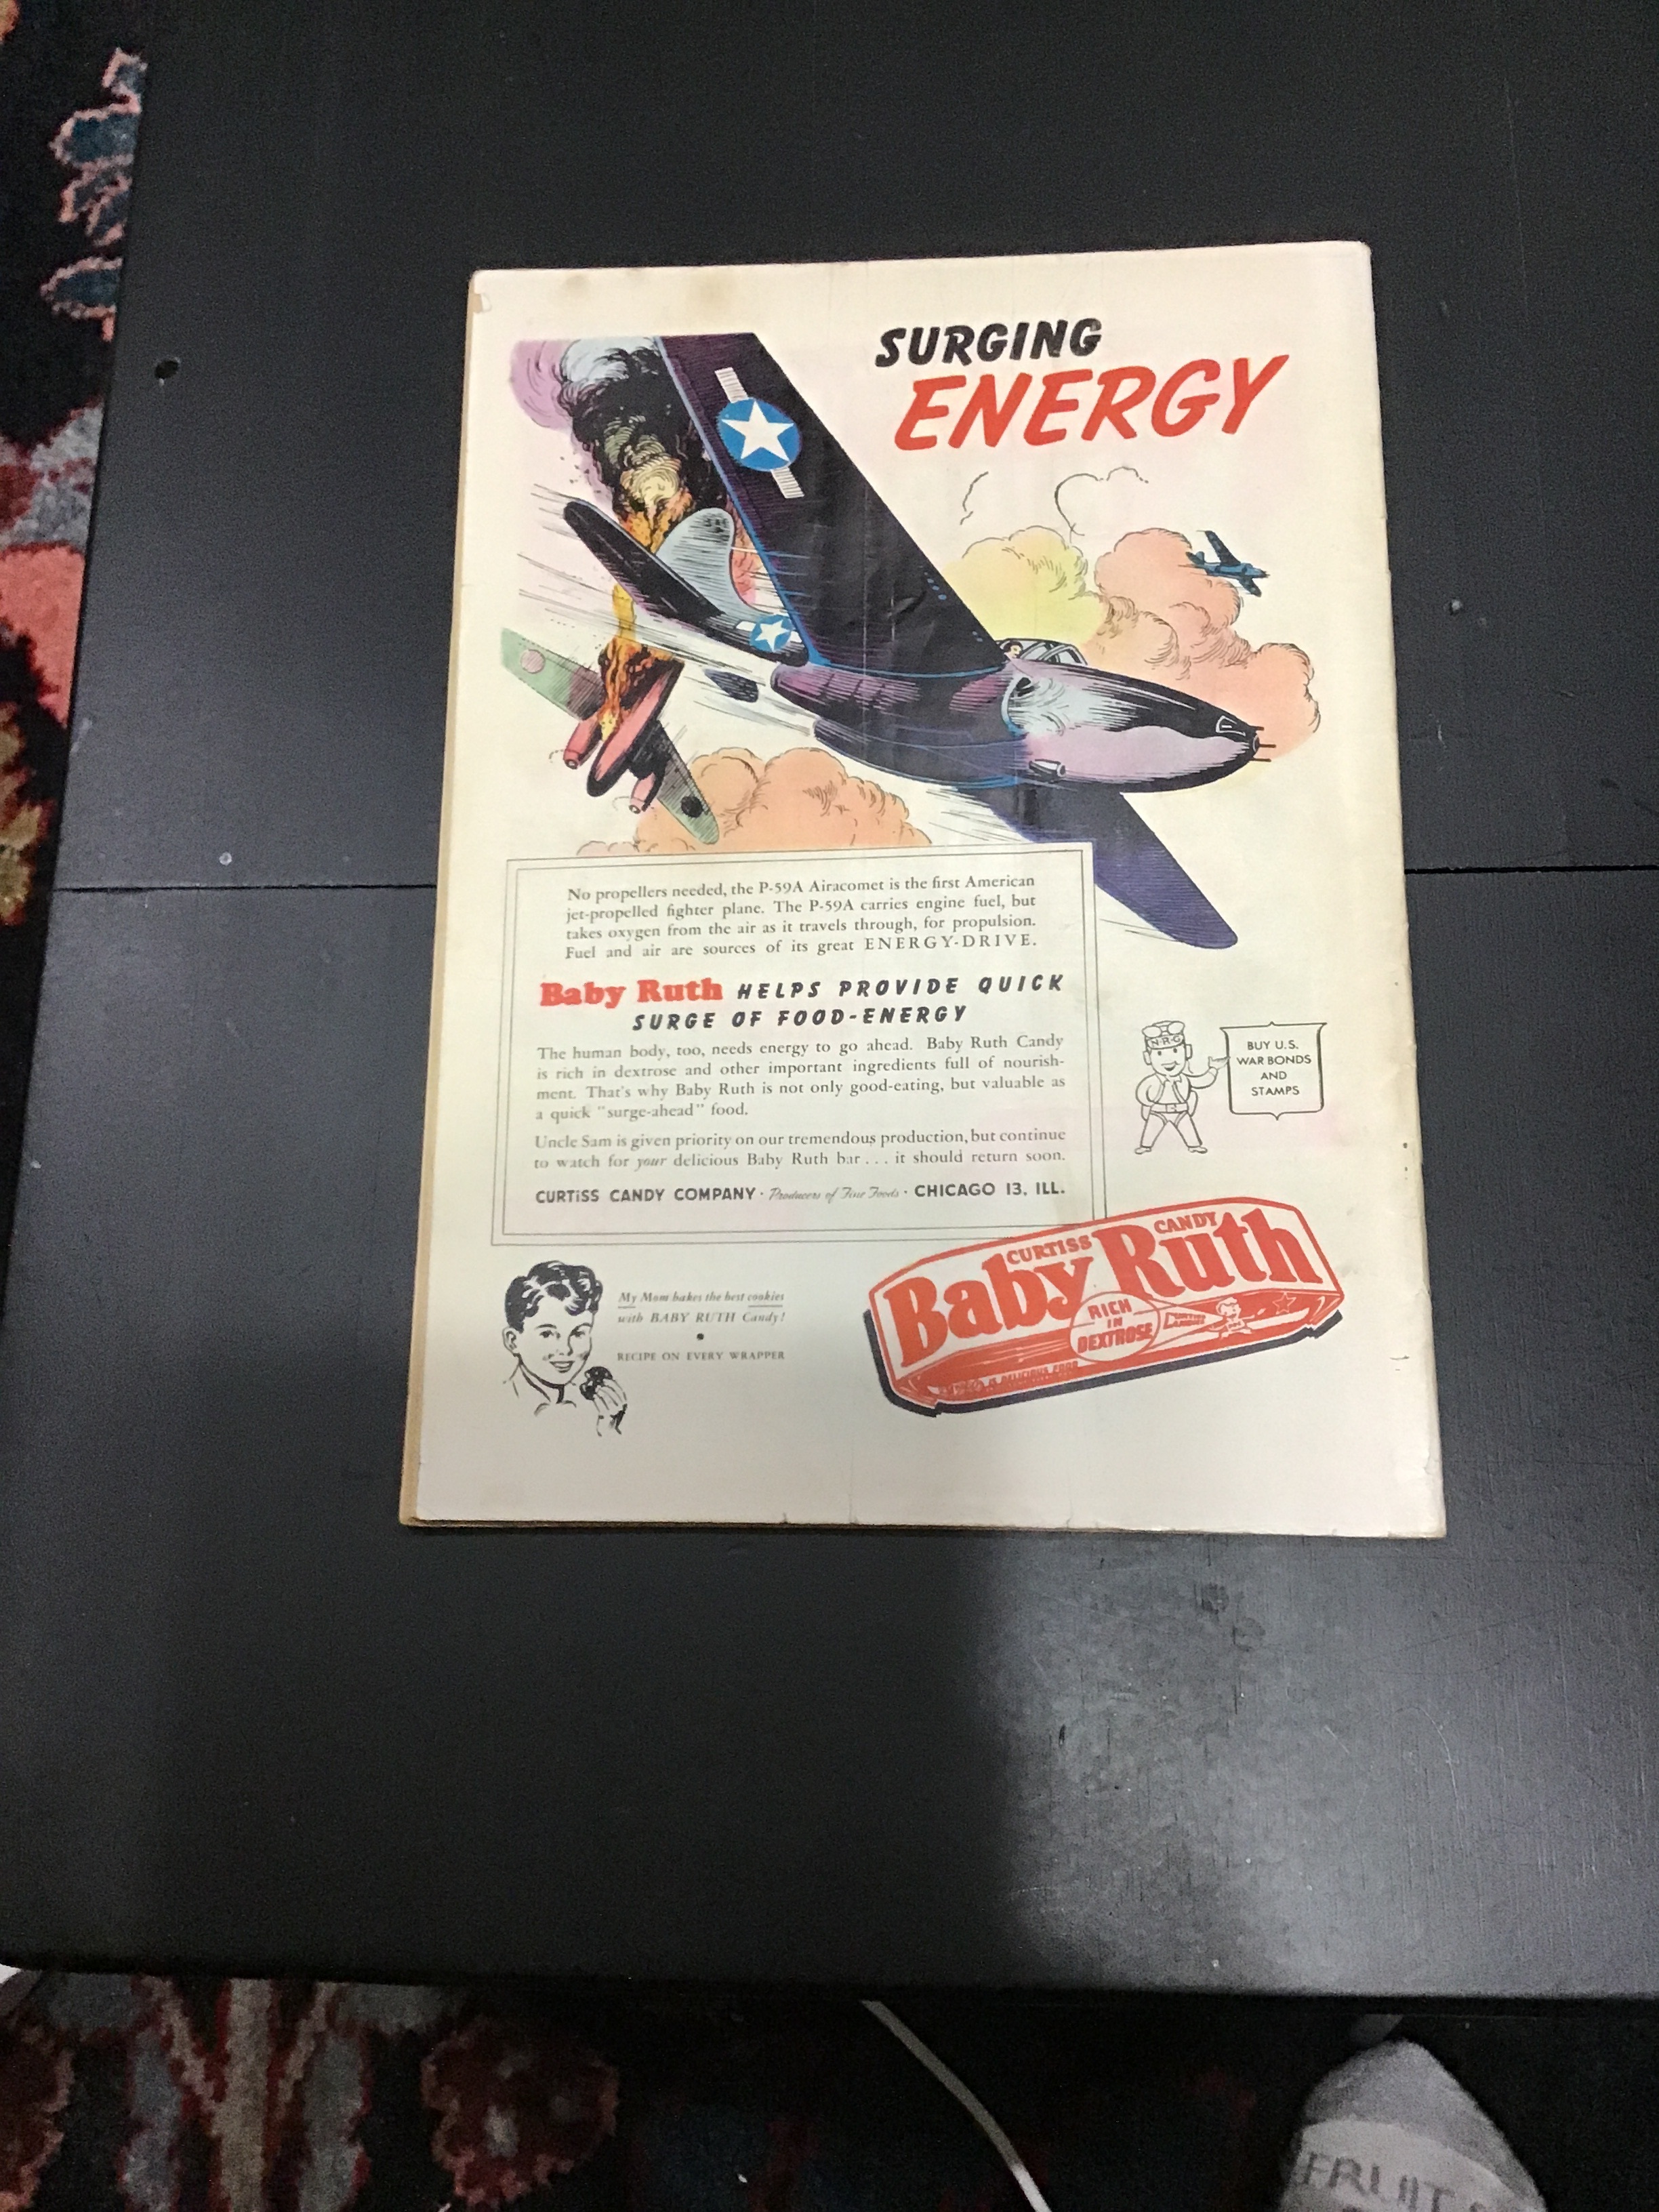 SURGING
ENERGY
No propellers needed, the P-59A Airacomet is the first American
jet-propelled fighter plane. The P-59A carries engine fuel, but
takes oxygen from the air as it travels through, for propulsion.
Fuel and air are sources of its great ENERGY-DRIVE.
Baby Ruth HELPS PROVIDE QUICK
SURGE OF FOOD-ENERGY
The human body, too, needs energy to go ahead. Baby Ruth Candy
is rich in dextrose and other important ingredients full of nourish-
ment. That's why Baby Ruth is not only good-eating, but valuable as
a quick "surge-ahead" food.
Uncle Sam is given priority on our tremendous production, but continue
to watch for your delicious Baby Ruth bar . . . it should return soon.
CURTiSS CANDY COMPANY · Producers of Fine Foods · CHICAGO 13, ILL.
N-R-G
BUY U.S.
WAR BONDS
AND
STAMPS
My Mom bakes the best cookies
with BABY RUTH Candy!
•
RECIPE ON EVERY WRAPPER
CURTISS CANDY
Baby Ruth
RICH
IN
DEXTROSE
IS DELICIOUS FOOD
FRUIT